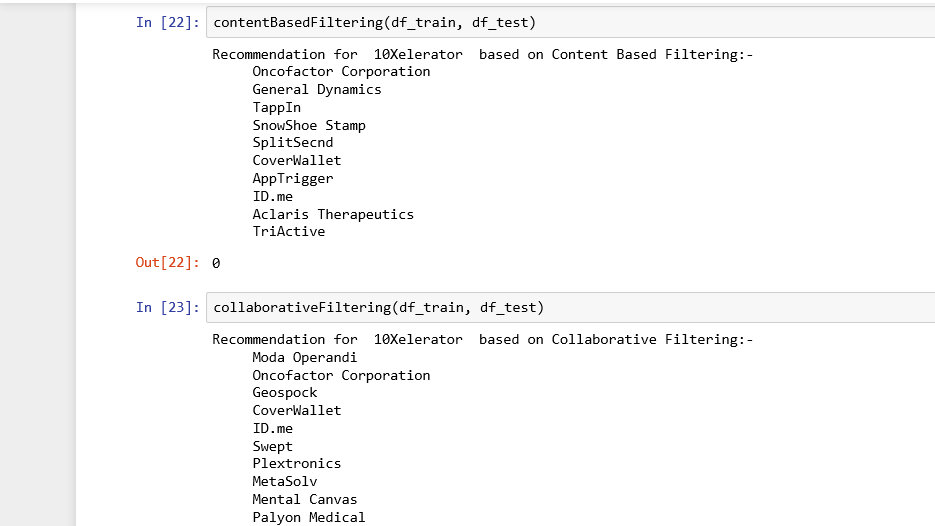 In [22]: contentBasedFiltering(df_train, df_test)
Recommendation for  10Xelerator  based on Content Based Filtering:-
Oncofactor Corporation
General Dynamics
TappIn
SnowShoe Stamp
SplitSecnd
CoverWallet
AppTrigger
ID.me
Aclaris Therapeutics
TriActive
Out[22]: 0
In [23]: collaborativeFiltering(df_train, df_test)
Recommendation for  10Xelerator  based on Collaborative Filtering:-
Moda Operandi
Oncofactor Corporation
Geospock
CoverWallet
ID.me
Swept
Plextronics
MetaSolv
Mental Canvas
Palyon Medical